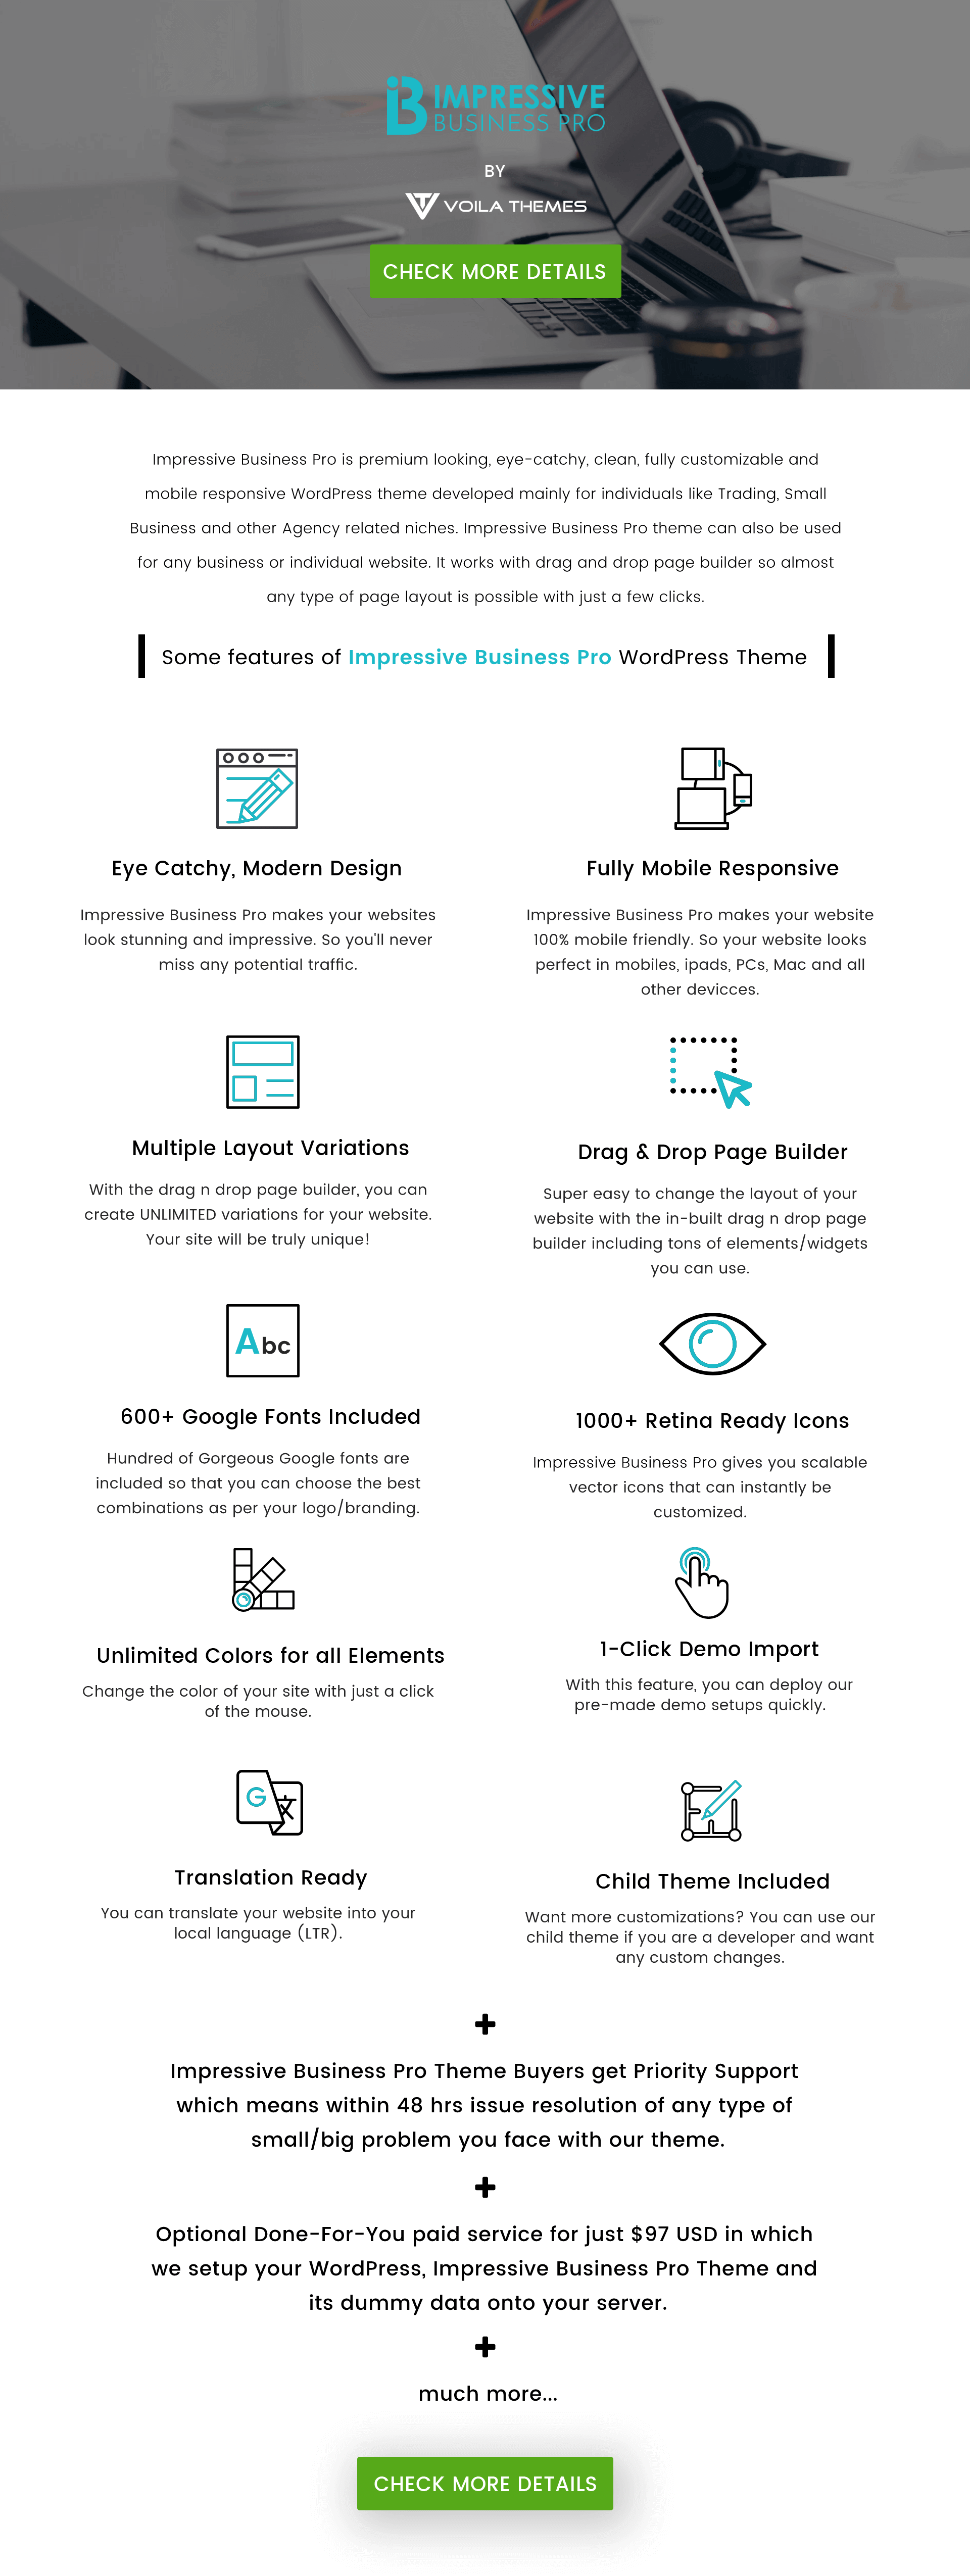 IMPRESSIVE
BUSINESS PRO
BY
VOILA THEMES
CHECK MORE DETAILS
Impressive Business Pro is premium looking, eye-catchy, clean, fully customizable and
mobile responsive WordPress theme developed mainly for individuals like Trading, Small
Business and other Agency related niches. Impressive Business Pro theme can also be used
for any business or individual website. It works with drag and drop page builder so almost
any type of page layout is possible with just a few clicks.
Some features of Impressive Business Pro WordPress Theme
Eye Catchy, Modern Design
Impressive Business Pro makes your websites
look stunning and impressive. So you'll never
miss any potential traffic.
Fully Mobile Responsive
Impressive Business Pro makes your website
100% mobile friendly. So your website looks
perfect in mobiles, ipads, PCs, Mac and all
other devicces.
Multiple Layout Variations
With the drag n drop page builder, you can
create UNLIMITED variations for your website.
Your site will be truly unique!
Drag & Drop Page Builder
Super easy to change the layout of your
website with the in-built drag n drop page
builder including tons of elements/widgets
you can use.
Abc
600+ Google Fonts Included
Hundred of Gorgeous Google fonts are
included so that you can choose the best
combinations as per your logo/branding.
1000+ Retina Ready Icons
Impressive Business Pro gives you scalable
vector icons that can instantly be
customized.
Unlimited Colors for all Elements
Change the color of your site with just a click
of the mouse.
1-Click Demo Import
With this feature, you can deploy our
pre-made demo setups quickly.
G 文
Translation Ready
You can translate your website into your
local language (LTR).
Child Theme Included
Want more customizations? You can use our
child theme if you are a developer and want
any custom changes.
+
Impressive Business Pro Theme Buyers get Priority Support
which means within 48 hrs issue resolution of any type of
small/big problem you face with our theme.
+
Optional Done-For-You paid service for just $97 USD in which
we setup your WordPress, Impressive Business Pro Theme and
its dummy data onto your server.
+
much more...
CHECK MORE DETAILS